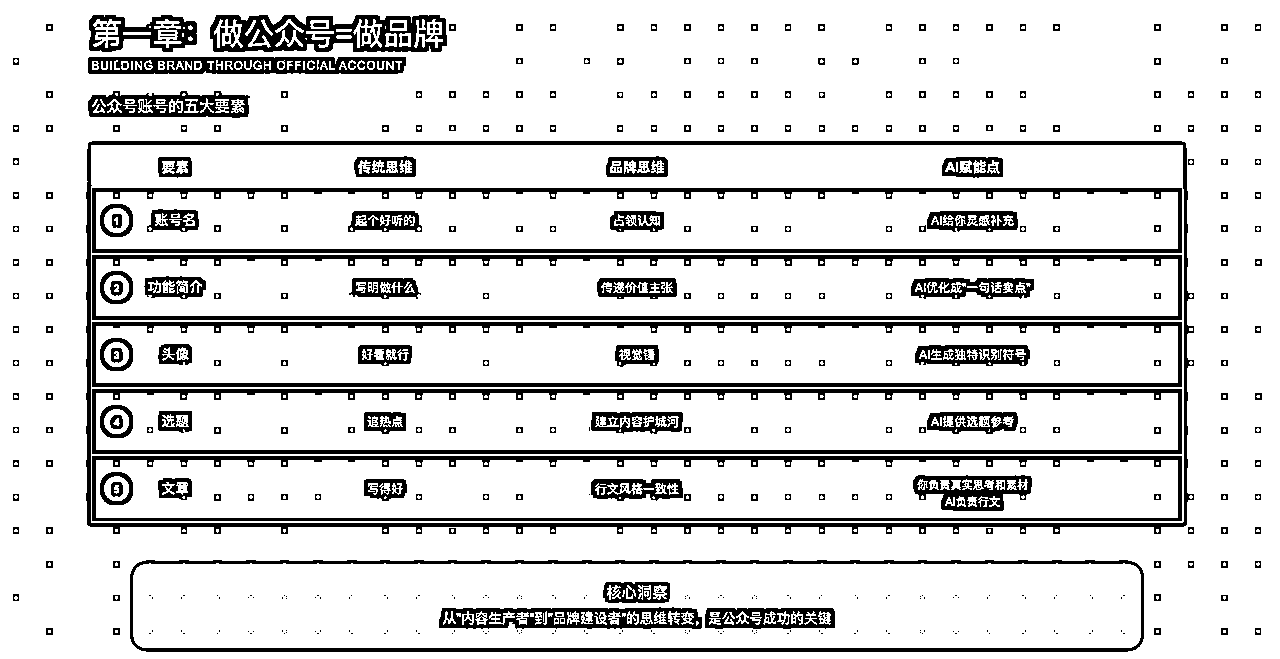 第一章：做公众号=做品牌
BUILDING BRAND THROUGH OFFICIAL ACCOUNT
公众号账号的五大要素
要素 传统思维 品牌思维 AI赋能点
1 账号名 起个好听的 占领认知 AI给你灵感补充
2 功能简介 写明做什么 传递价值主张 AI优化成"一句话卖点"
3 头像 好看就行 视觉锤 AI生成独特识别符号
4 选题 追热点 建立内容护城河 AI提供选题参考
5 文章 写得好 行文风格一致性 你负责真实思考和素材
AI负责行文
核心洞察
从"内容生产者"到"品牌建设者"的思维转变，是公众号成功的关键